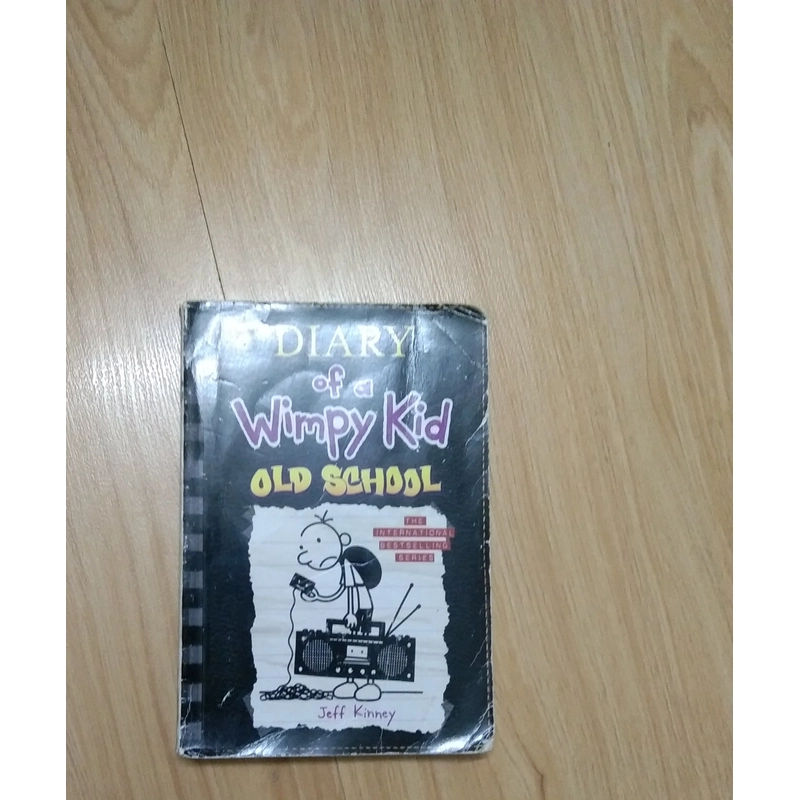 DIARY
of a
Wimpy Kid
OLD SCHOOL
THE
INTERNATIONAL
BESTSELLING
SERIES
Jeff Kinney